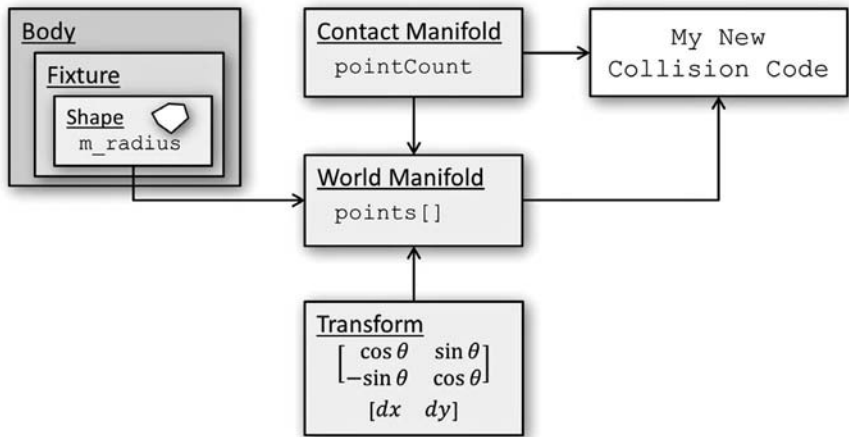 Body
Fixture
Shape
m_radius
Contact Manifold
pointCount
My New
Collision Code
World Manifold
points[]
Transform
[ cos θ sin θ
−sin θ cos θ ]
[dx dy]